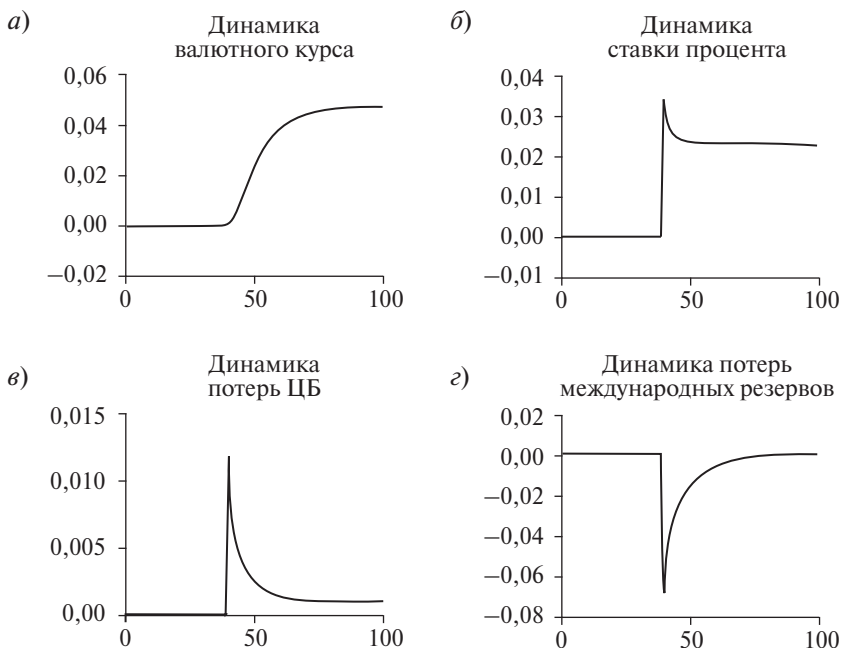 а)
Динамика
валютного курса
0,06
0,04
0,02
0,00
−0,02
0
50
100
б)
Динамика
ставки процента
0,04
0,03
0,02
0,01
0,00
−0,01
0
50
100
в)
Динамика
потерь ЦБ
0,015
0,010
0,005
0,00
0
50
100
г)
Динамика потерь
международных резервов
0,02
0,00
−0,02
−0,04
−0,06
−0,08
0
50
100